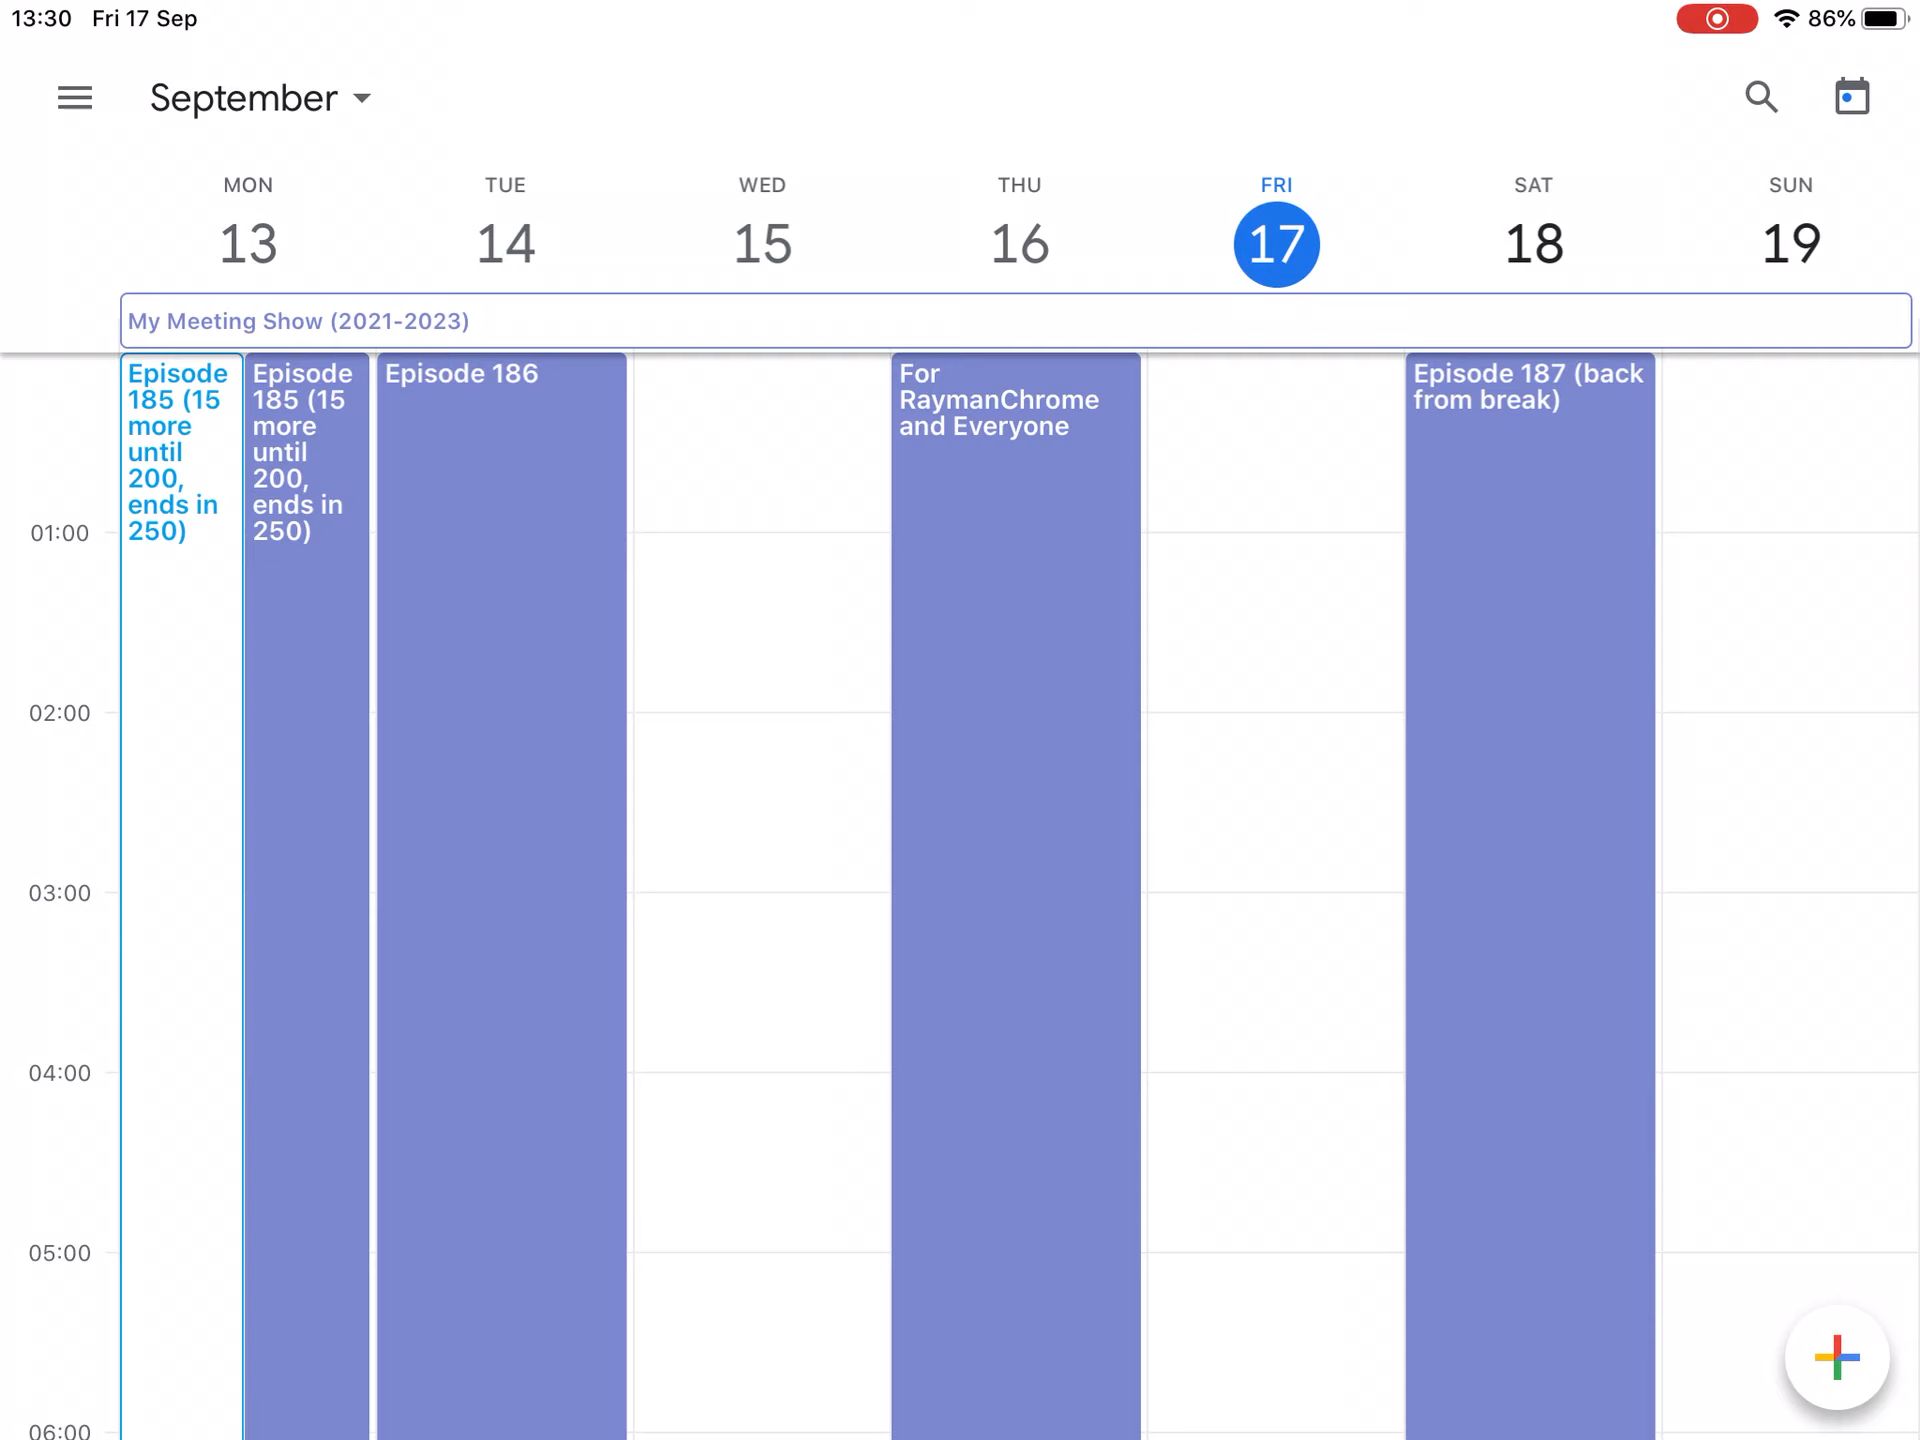 13:30 Fri 17 Sep
86%
September
MON TUE WED THU FRI SAT SUN
13 14 15 16 17 18 19
My Meeting Show (2021-2023)
Episode
185 (15
more
until
200,
ends in
250)
Episode
185 (15
more
until
200,
ends in
250)
Episode 186
For
RaymanChrome
and Everyone
Episode 187 (back
from break)
01:00
02:00
03:00
04:00
05:00
06:00